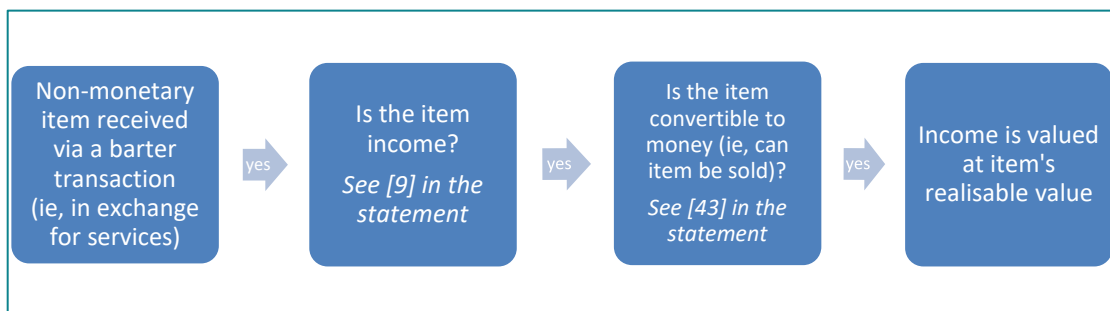 Non-monetary
item received
via a barter
transaction
(ie, in exchange
for services)
yes
Is the item
income?
See [9] in the
statement
yes
Is the item
convertible to
money (ie, can
item be sold)?
See [43] in the
statement
yes
Income is valued
at item's
realisable value